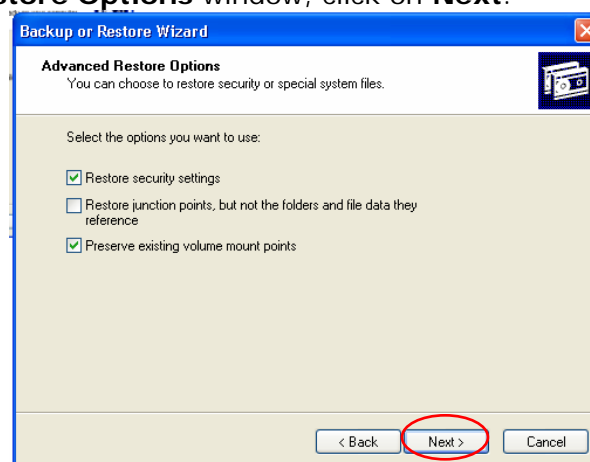 store Options window, click on Next.
Backup or Restore Wizard
Advanced Restore Options
You can choose to restore security or special system files.
Select the options you want to use:
Restore security settings
Restore junction points, but not the folders and file data they
reference
Preserve existing volume mount points
< Back
Next >
Cancel